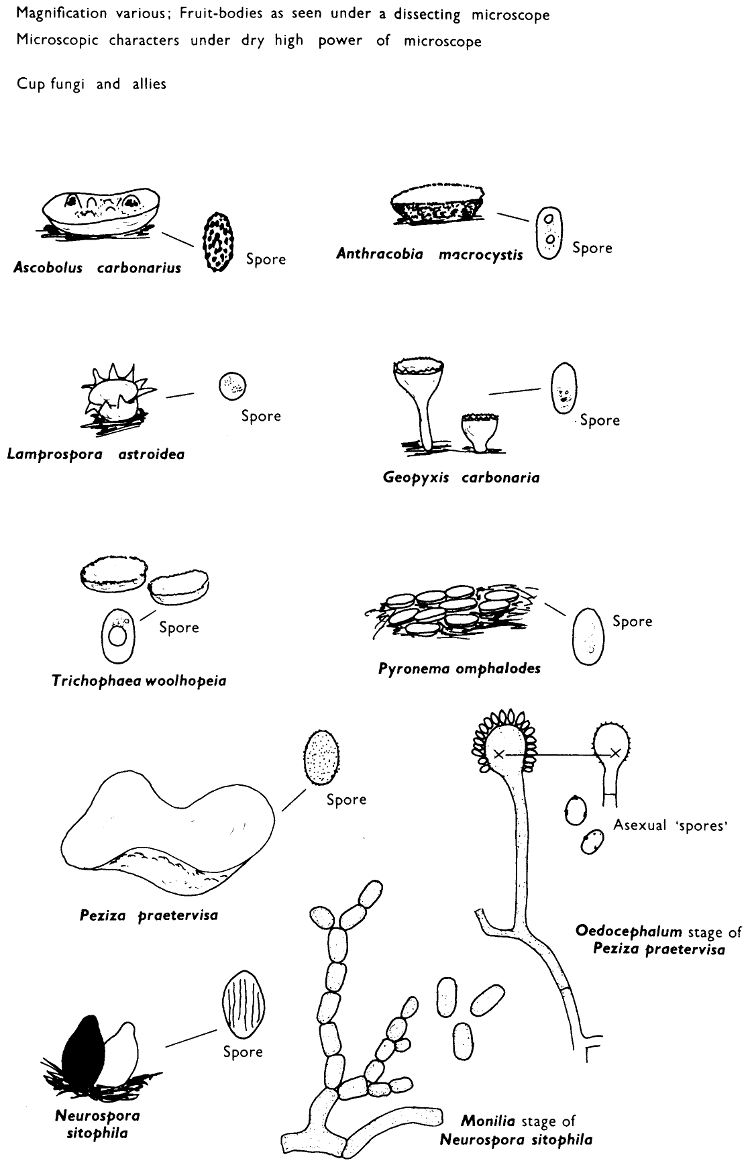 Magnification various; Fruit-bodies as seen under a dissecting microscope
Microscopic characters under dry high power of microscope
Cup fungi and allies
Spore
Ascobolus carbonarius
Spore
Anthracobia macrocystis
Spore
Lamprospora astroidea
Spore
Geopyxis carbonaria
Spore
Trichophaea woolhopeia
Spore
Pyronema omphalodes
Spore
Peziza praetervisa
Asexual 'spores'
Oedocephalum stage of
Peziza praetervisa
Spore
Neurospora
sitophila
Monilia stage of
Neurospora sitophila